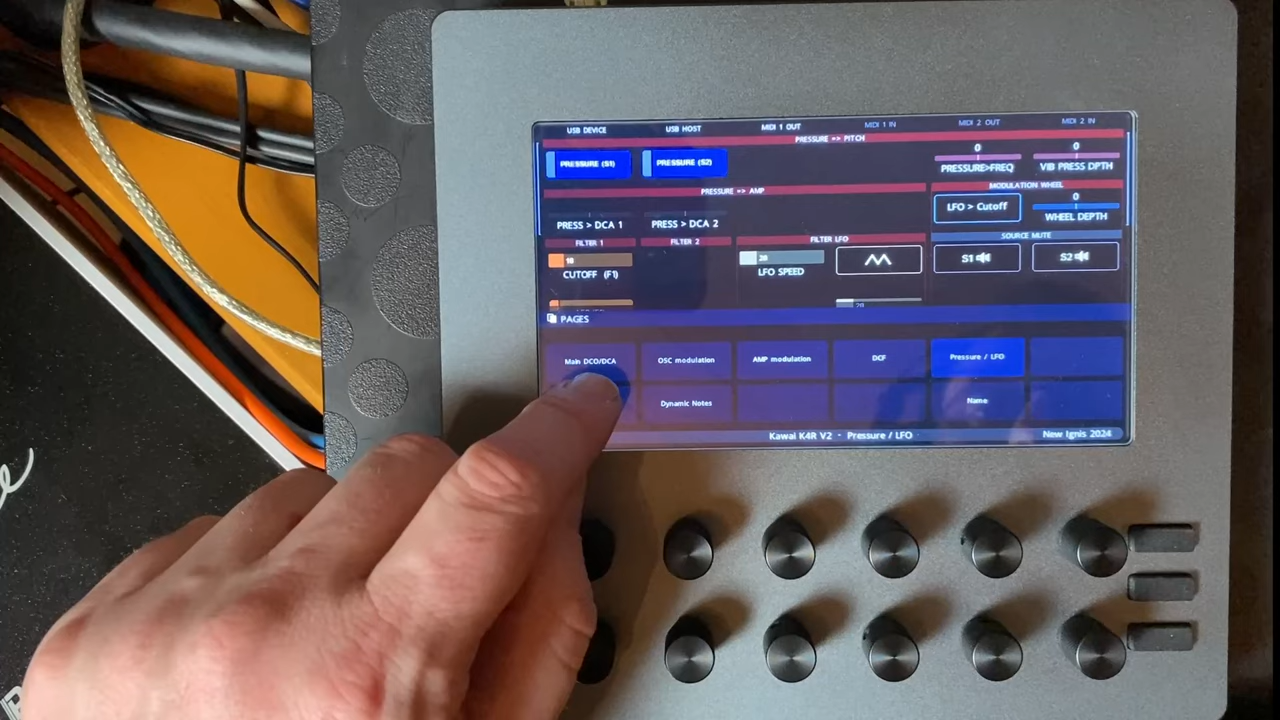 USB DEVICE USB HOST MIDI 1 OUT MIDI 1 IN MIDI 2 OUT MIDI 2 IN
PRESSURE => PITCH
PRESSURE (S1) PRESSURE (S2) 0 0
PRESSURE>FREQ VIB PRESS DPTH
PRESSURE => AMP MODULATION WHEEL
LFO > Cutoff 0
PRESS > DCA 1 PRESS > DCA 2 WHEEL DEPTH
FILTER 1 FILTER 2 FILTER LFO SOURCE MUTE
18 28 S1 S2
CUTOFF (F1) LFO SPEED
28
PAGES
Main DCO/DCA OSC modulation AMP modulation DCF Pressure / LFO
Dynamic Notes Name
Kawai K4R V2 - Pressure / LFO New Ignis 2024